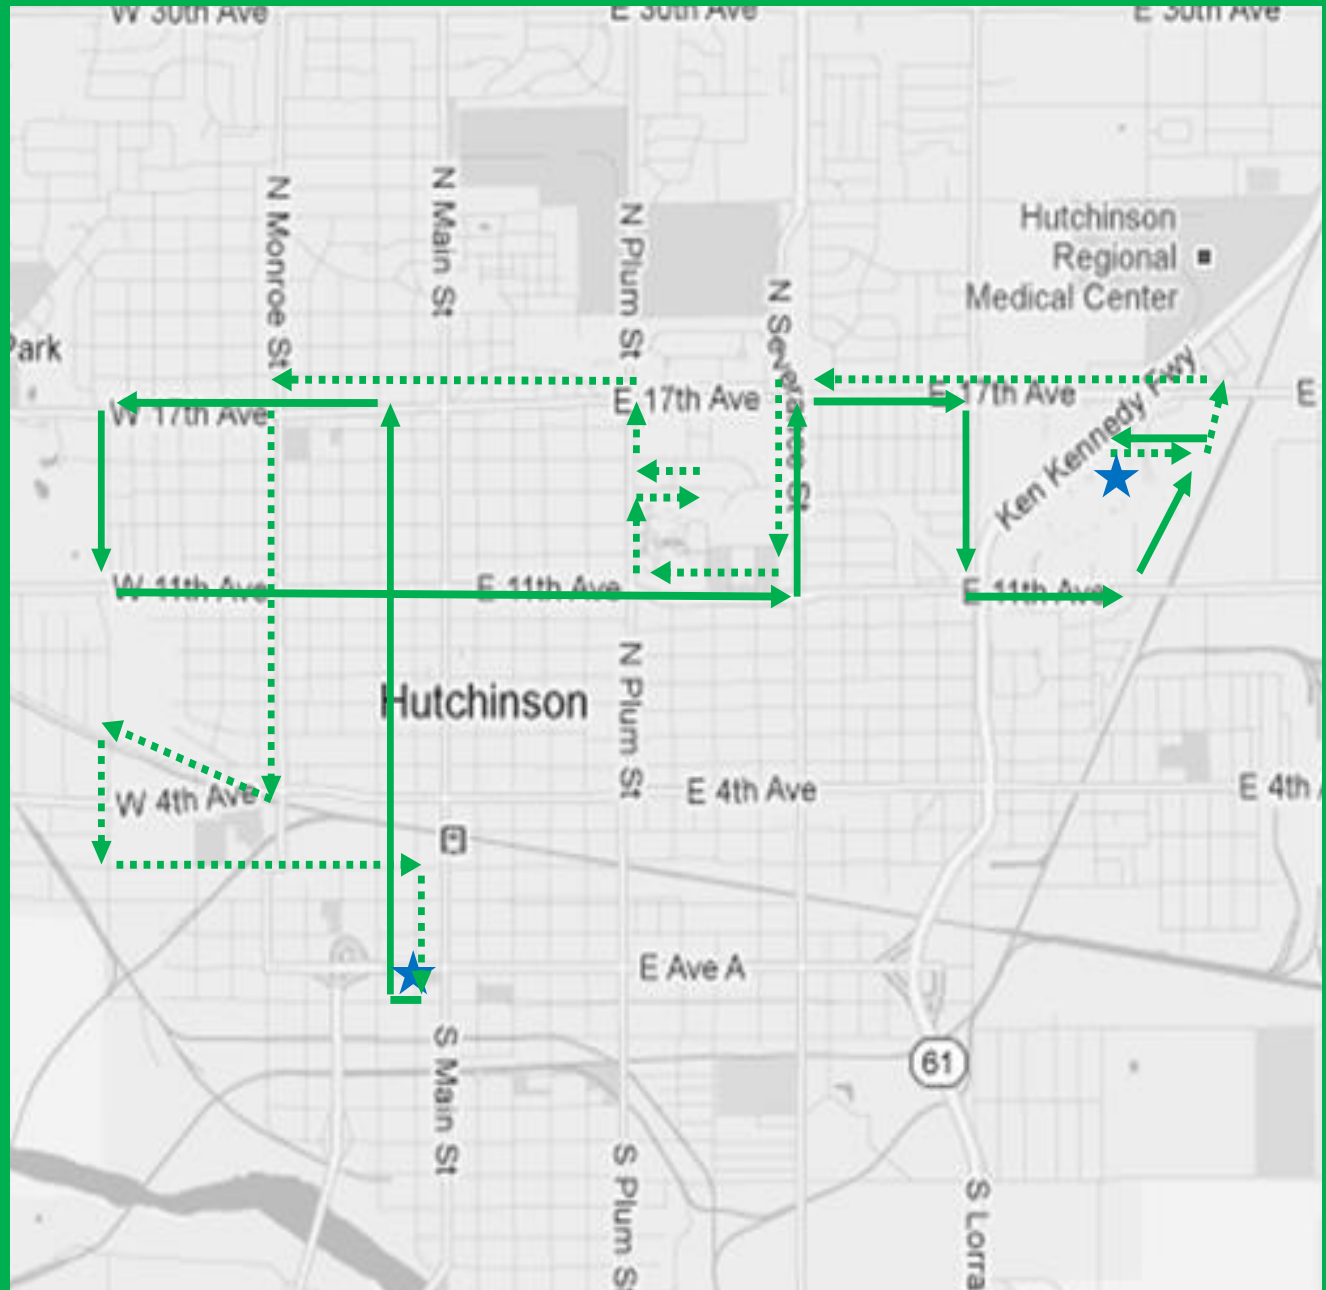 W 30th Ave
E 30th Ave
E 30th Ave
N Monroe St
N Main St
N Plum St
Hutchinson
Regional
Medical Center
N Severance St
Park
W 17th Ave
E 17th Ave
E 17th Ave
E
Ken Kennedy Fwy
W 11th Ave
E 11th Ave
E 11th Ave
Hutchinson
N Plum St
W 4th Ave
E 4th Ave
E 4th
E Ave A
S Main St
61
S Plum S
S Lorra